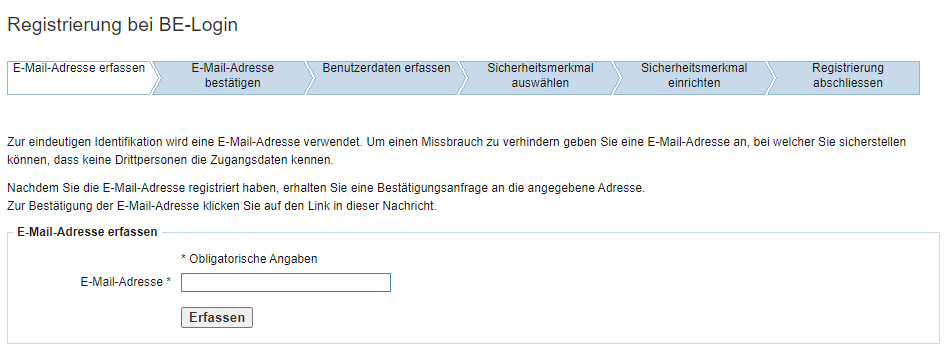 Registrierung bei BE-Login
E-Mail-Adresse erfassen
E-Mail-Adresse
bestätigen
Benutzerdaten erfassen
Sicherheitsmerkmal
auswählen
Sicherheitsmerkmal
einrichten
Registrierung
abschliessen
Zur eindeutigen Identifikation wird eine E-Mail-Adresse verwendet. Um einen Missbrauch zu verhindern geben Sie eine E-Mail-Adresse an, bei welcher Sie sicherstellen
können, dass keine Drittpersonen die Zugangsdaten kennen.
Nachdem Sie die E-Mail-Adresse registriert haben, erhalten Sie eine Bestätigungsanfrage an die angegebene Adresse.
Zur Bestätigung der E-Mail-Adresse klicken Sie auf den Link in dieser Nachricht.
E-Mail-Adresse erfassen
* Obligatorische Angaben
E-Mail-Adresse *
Erfassen